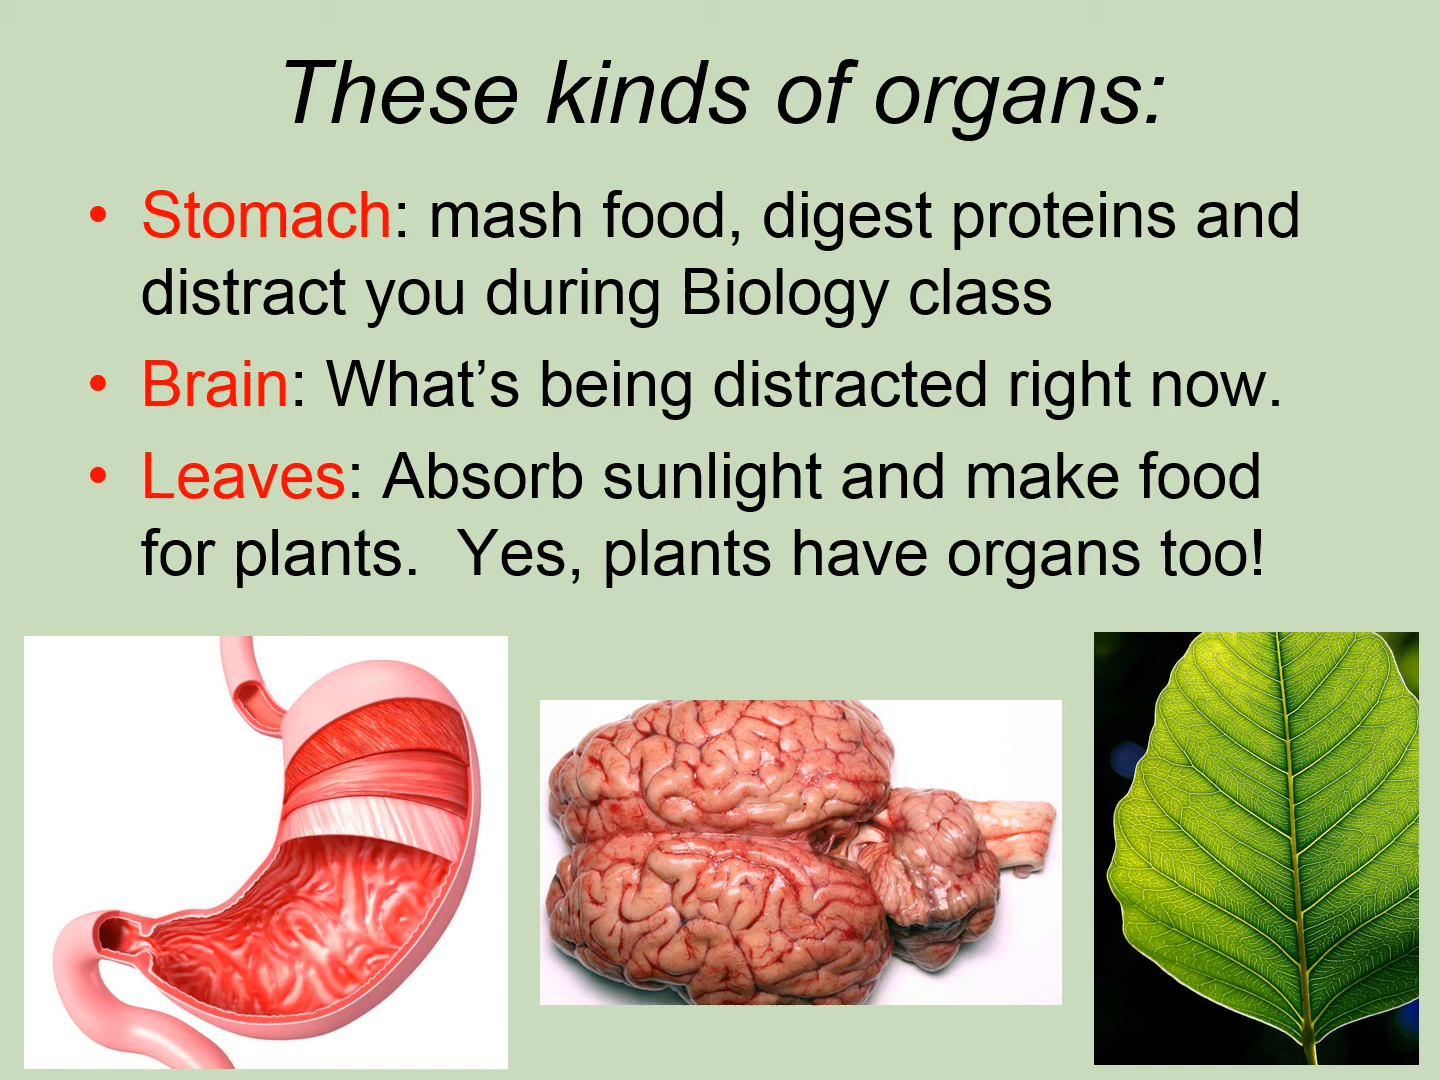 These kinds of organs:
• Stomach: mash food, digest proteins and
distract you during Biology class
• Brain: What’s being distracted right now.
• Leaves: Absorb sunlight and make food
for plants.  Yes, plants have organs too!